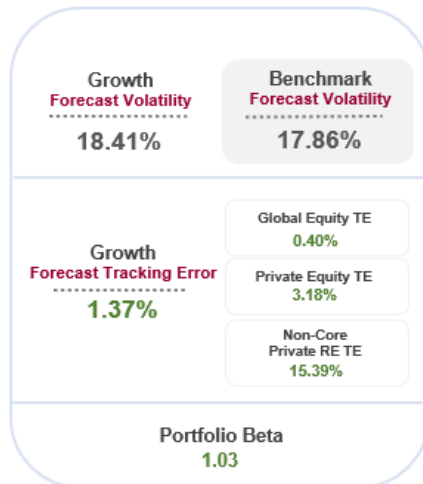 Growth
Forecast Volatility
18.41%
Benchmark
Forecast Volatility
17.86%
Growth
Forecast Tracking Error
1.37%
Global Equity TE
0.40%
Private Equity TE
3.18%
Non-Core
Private RE TE
15.39%
Portfolio Beta
1.03